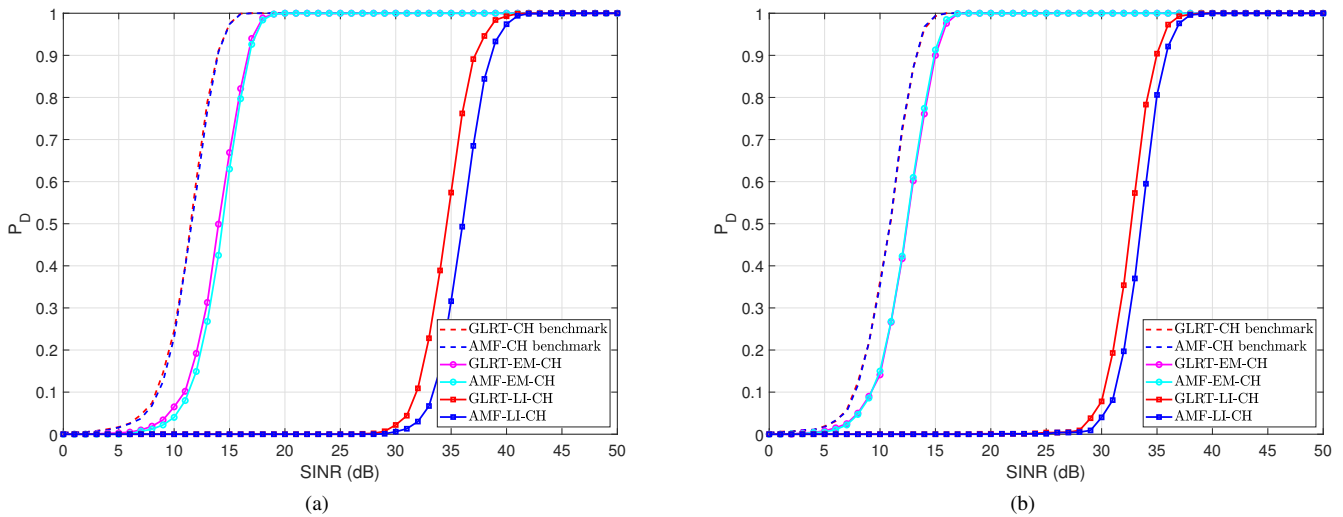 1
0.9
0.8
0.7
0.6
0.5
0.4
0.3
0.2
0.1
0
P_D
GLRT-CH benchmark
AMF-CH benchmark
GLRT-EM-CH
AMF-EM-CH
GLRT-LI-CH
AMF-LI-CH
0 5 10 15 20 25 30 35 40 45 50
SINR (dB)
(a)
1
0.9
0.8
0.7
0.6
0.5
0.4
0.3
0.2
0.1
0
P_D
GLRT-CH benchmark
AMF-CH benchmark
GLRT-EM-CH
AMF-EM-CH
GLRT-LI-CH
AMF-LI-CH
0 5 10 15 20 25 30 35 40 45 50
SINR (dB)
(b)